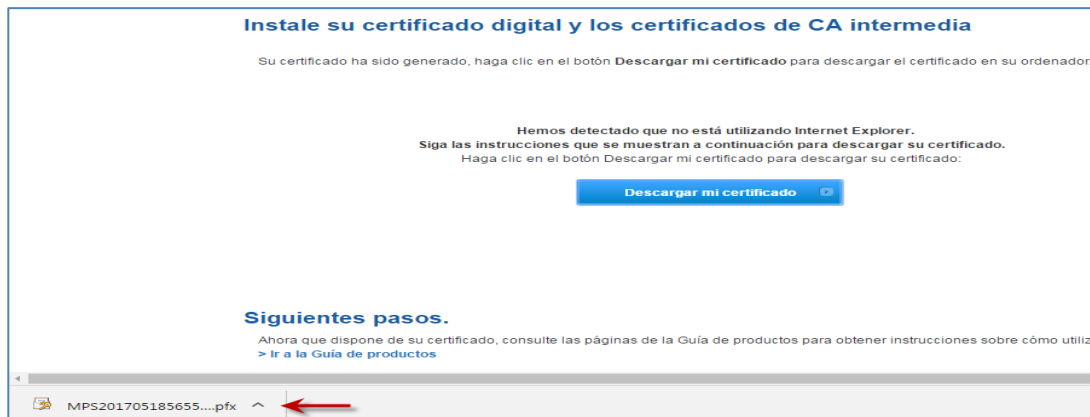 Instale su certificado digital y los certificados de CA intermedia
Su certificado ha sido generado, haga clic en el botón Descargar mi certificado para descargar el certificado en su ordenador.
Hemos detectado que no está utilizando Internet Explorer.
Siga las instrucciones que se muestran a continuación para descargar su certificado.
Haga clic en el botón Descargar mi certificado para descargar su certificado:
Descargar mi certificado
Siguientes pasos.
Ahora que dispone de su certificado, consulte las páginas de la Guía de productos para obtener instrucciones sobre cómo utiliz
> Ir a la Guía de productos
MPS201705185655....pfx